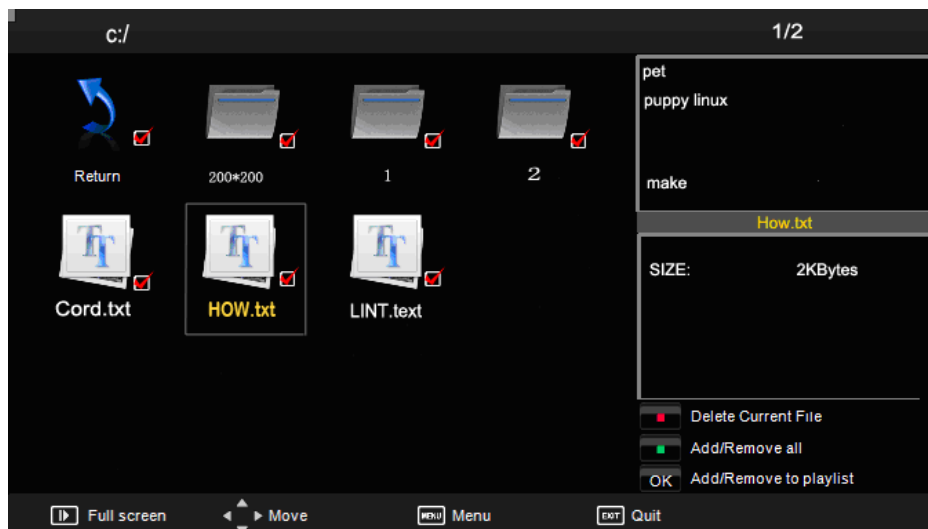 c:/
1/2
Return
200*200
1
2
Cord.txt
HOW.txt
LINT.text
pet
puppy linux
make
How.txt
SIZE: 2KBytes
Delete Current File
Add/Remove all
OK Add/Remove to playlist
Full screen
Move
MENU Menu
EXIT Quit